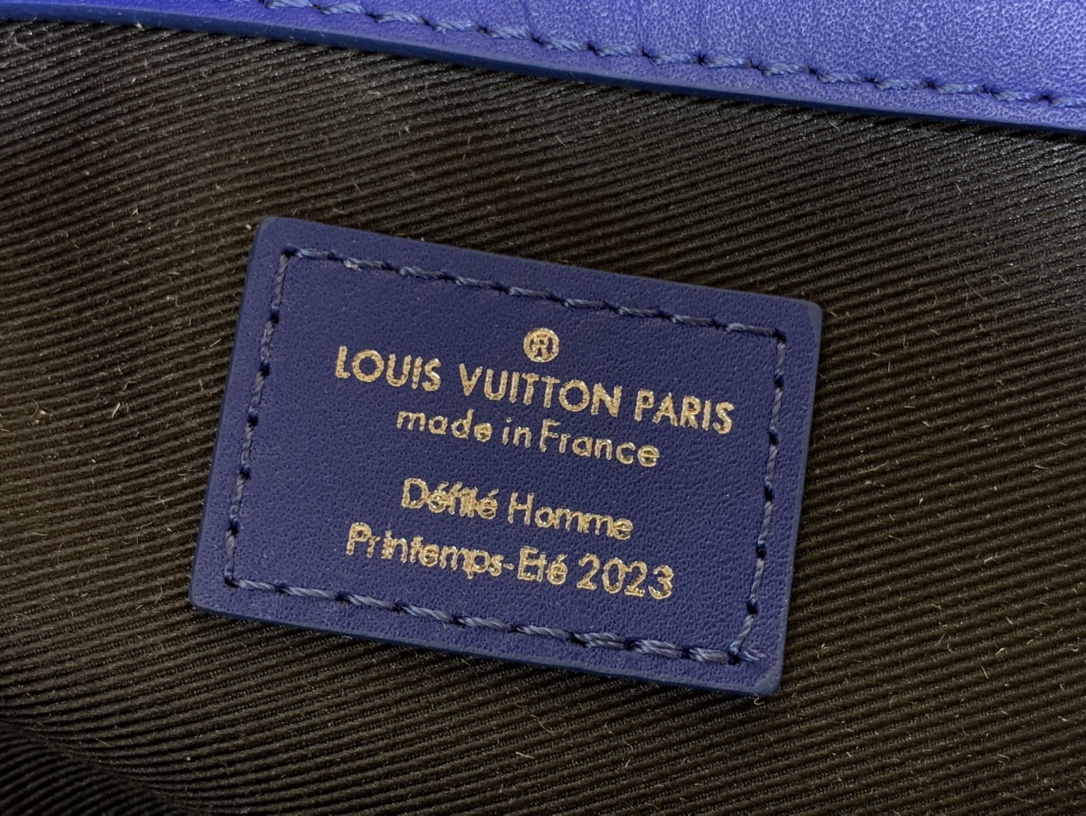 ®
LOUIS VUITTON PARIS
made in France
Défilé Homme
Printemps-Eté 2023